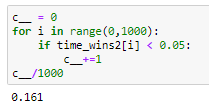 c__ = 0
for i in range(0,1000):
    if time_wins2[i] < 0.05:
        c__+=1
c__/1000
0.161